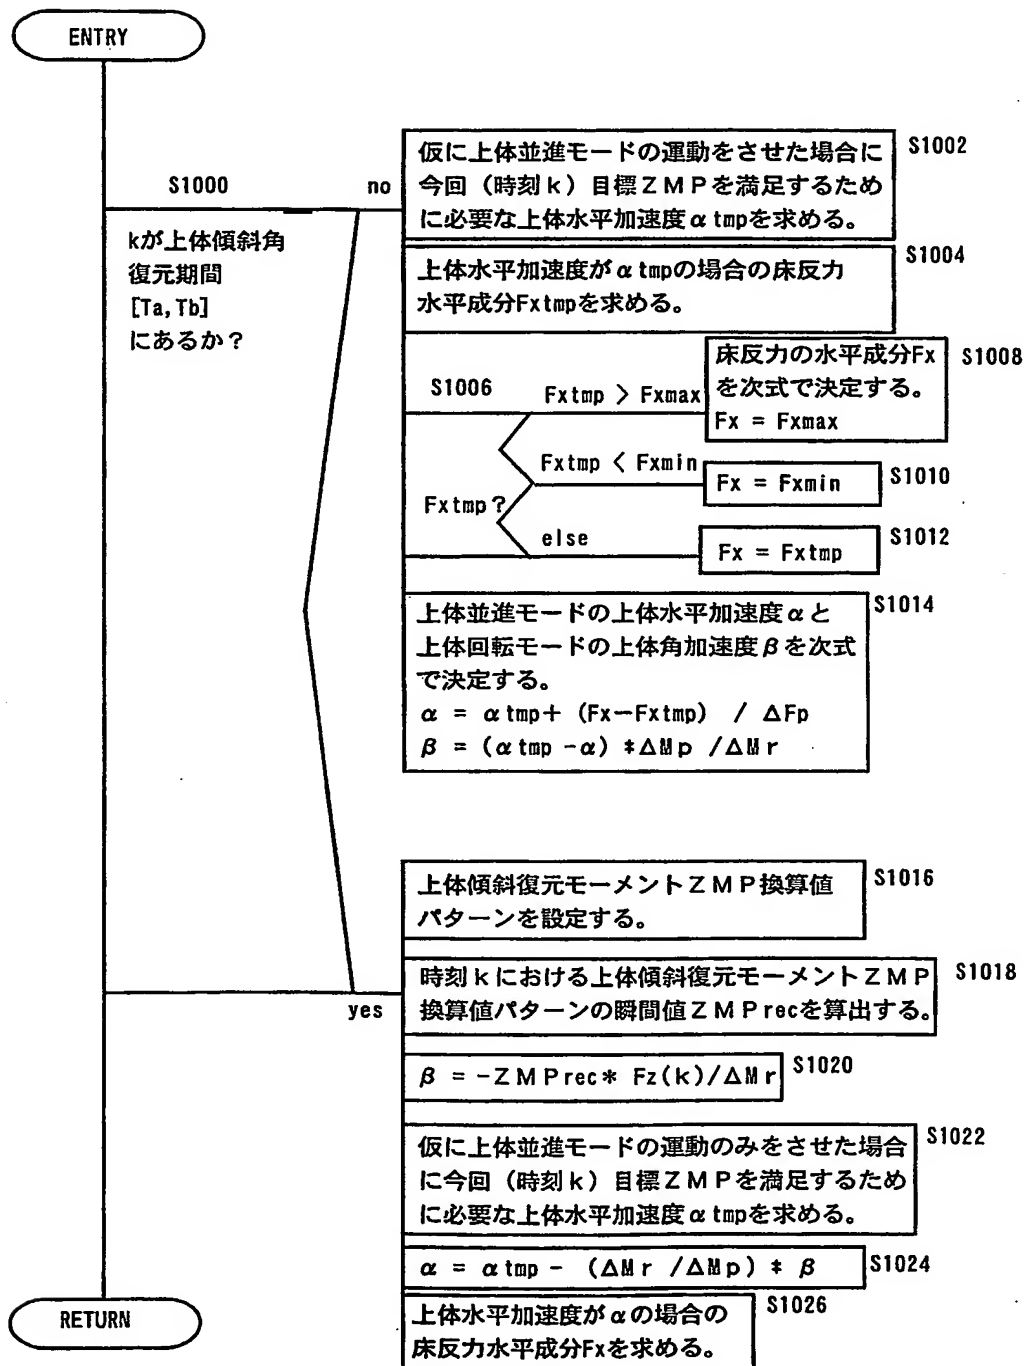 ENTRY
S1000
no
kが上体傾斜角
復元期間
[Ta,Tb]
にあるか？
仮に上体並進モードの運動をさせた場合に
今回（時刻k）目標ZMPを満足するため
に必要な上体水平加速度αtmpを求める。
S1002
上体水平加速度がαtmpの場合の床反力
水平成分Fxtmpを求める。
S1004
S1006
Fxtmp?
Fxtmp > Fxmax
床反力の水平成分Fx
を次式で決定する。
Fx = Fxmax
S1008
Fxtmp < Fxmin
Fx = Fxmin
S1010
else
Fx = Fxtmp
S1012
上体並進モードの上体水平加速度αと
上体回転モードの上体角加速度βを次式
で決定する。
α = αtmp+ (Fx−Fxtmp) / ΔFp
β = (αtmp −α) *ΔMp /ΔMr
S1014
yes
上体傾斜復元モーメントZMP換算値
パターンを設定する。
S1016
時刻kにおける上体傾斜復元モーメントZMP
換算値パターンの瞬間値ZMPrecを算出する。
S1018
β = -ZMPrec* Fz(k)/ΔMr
S1020
仮に上体並進モードの運動のみをさせた場合
に今回（時刻k）目標ZMPを満足するため
に必要な上体水平加速度αtmpを求める。
S1022
α = αtmp - (ΔMr /ΔMp) * β
S1024
上体水平加速度がαの場合の
床反力水平成分Fxを求める。
S1026
RETURN